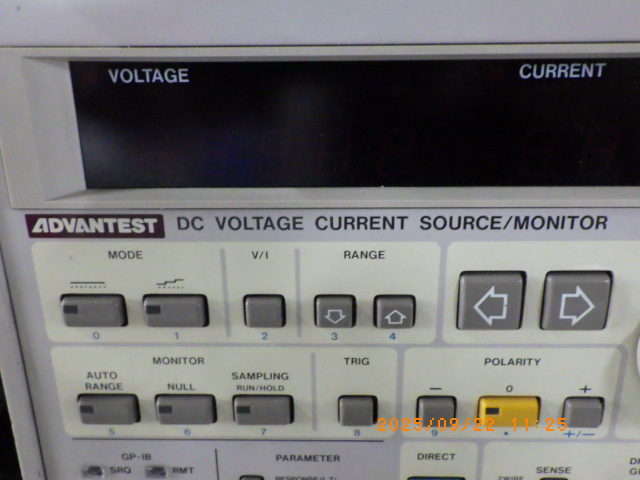 VOLTAGE CURRENT
ADVANTEST DC VOLTAGE CURRENT SOURCE/MONITOR
MODE V/I RANGE
0 1 2 3 4
MONITOR TRIG POLARITY
AUTO RANGE NULL SAMPLING RUN/HOLD - 0 +
5 6 7 8 9 • +/-
2025/09/22 11:25
GP-IB PARAMETER DIRECT
SRQ RMT SENSE